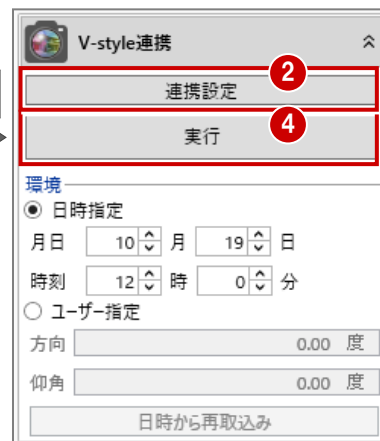 V-style連携
2
連携設定
4
実行
環境
日時指定
月日 10 月 19 日
時刻 12 時 0 分
ユーザー指定
方向 0.00 度
仰角 0.00 度
日時から再取込み